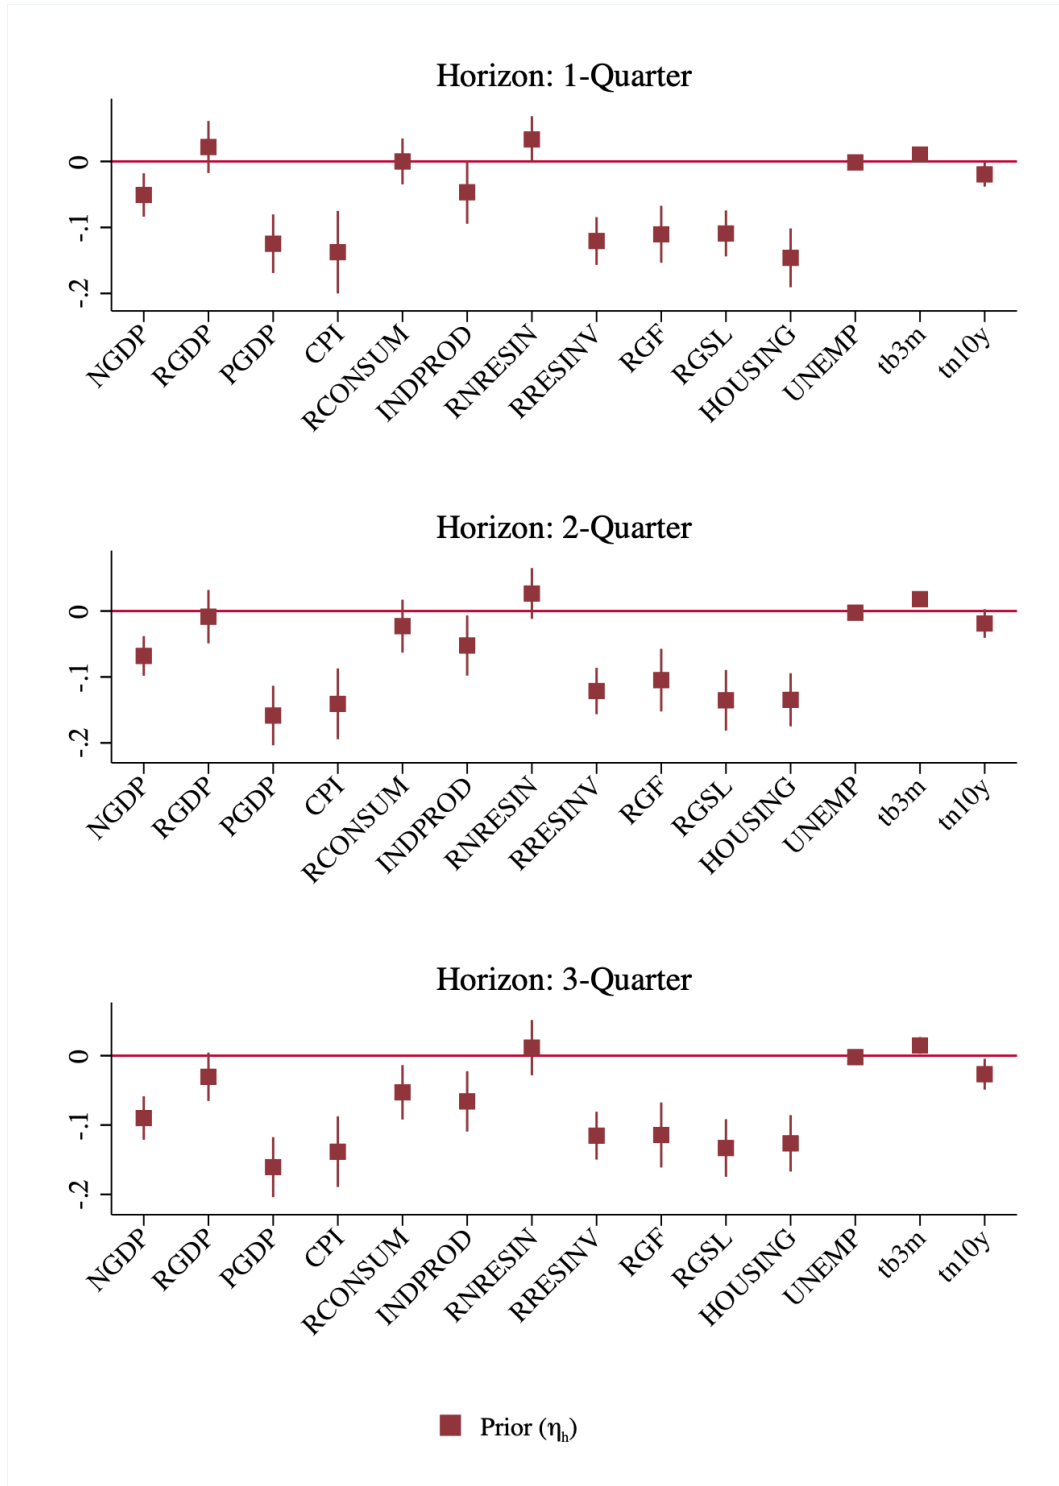 Horizon: 1-Quarter
0
-.1
-.2
NGDP RGDP PGDP CPI RCONSUM INDPROD RNRESIN RRESINV RGF RGSL HOUSING UNEMP tb3m tn10y
Horizon: 2-Quarter
0
-.1
-.2
NGDP RGDP PGDP CPI RCONSUM INDPROD RNRESIN RRESINV RGF RGSL HOUSING UNEMP tb3m tn10y
Horizon: 3-Quarter
0
-.1
-.2
NGDP RGDP PGDP CPI RCONSUM INDPROD RNRESIN RRESINV RGF RGSL HOUSING UNEMP tb3m tn10y
Prior (ηₕ)